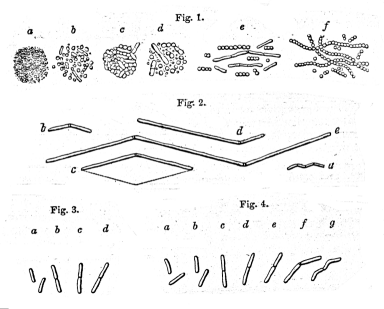 Fig. 1.
a b c d e f
Fig. 2.
b d e
c a
Fig. 3. Fig. 4.
a b c d a b c d e f g